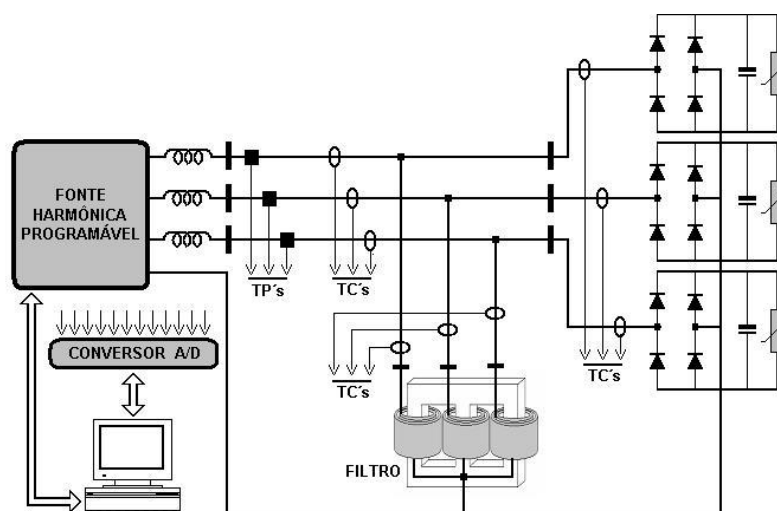 FONTE
HARMÔNICA
PROGRAMÁVEL
TP´s
TC´s
CONVERSOR A/D
TC´s
TC´s
FILTRO